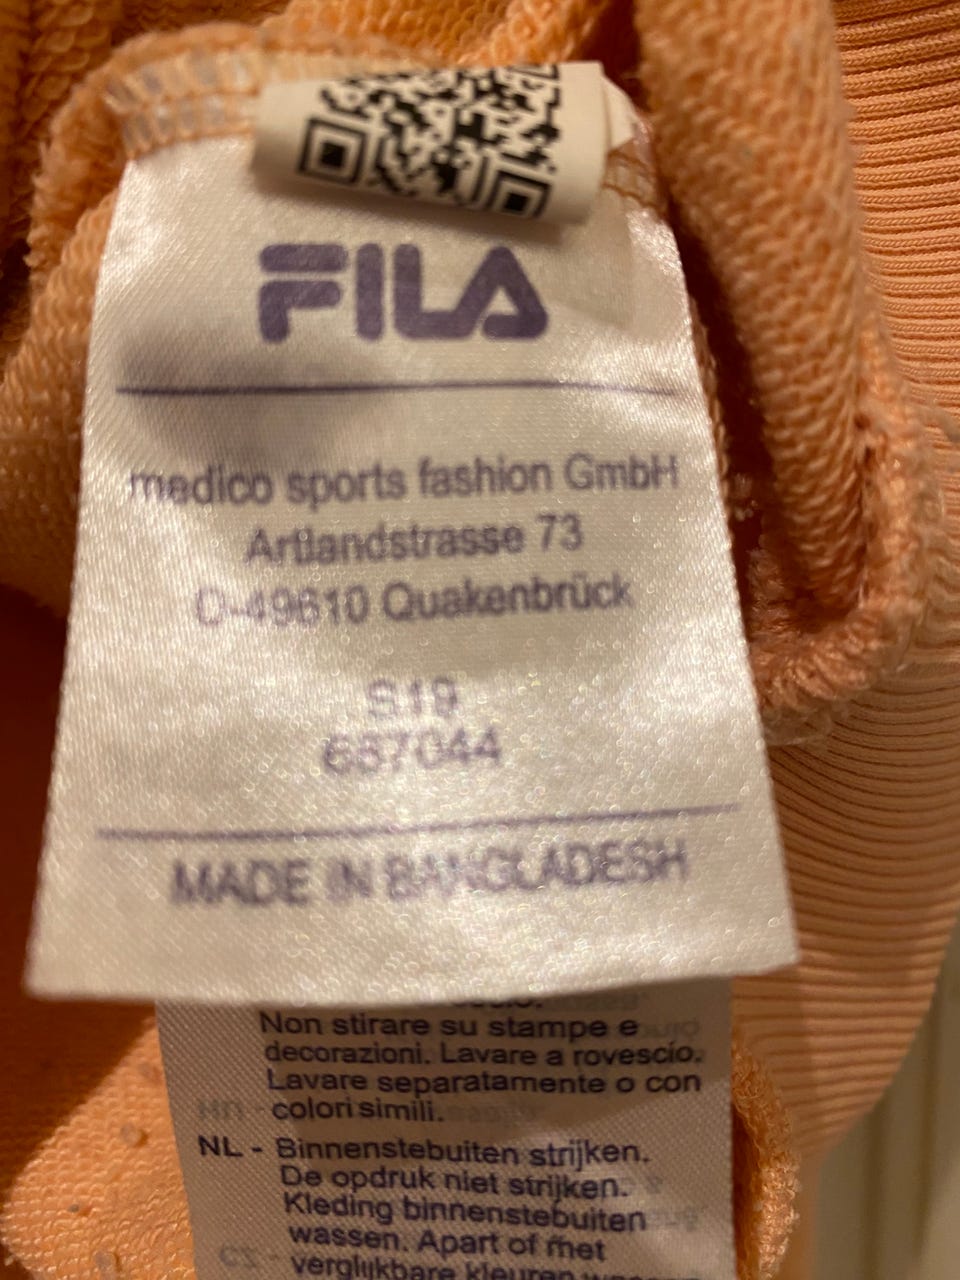 FILA
medico sports fashion GmbH
Artlandstrasse 73
D-49610 Quakenbrück
S19
687044
MADE IN BANGLADESH
Non stirare su stampe e
decorazioni. Lavare a rovescio.
Lavare separatamente o con
colori simili.
NL - Binnenstebuiten strijken.
De opdruk niet strijken.
Kleding binnenstebuiten
wassen. Apart of met
verglijkbare kleuren